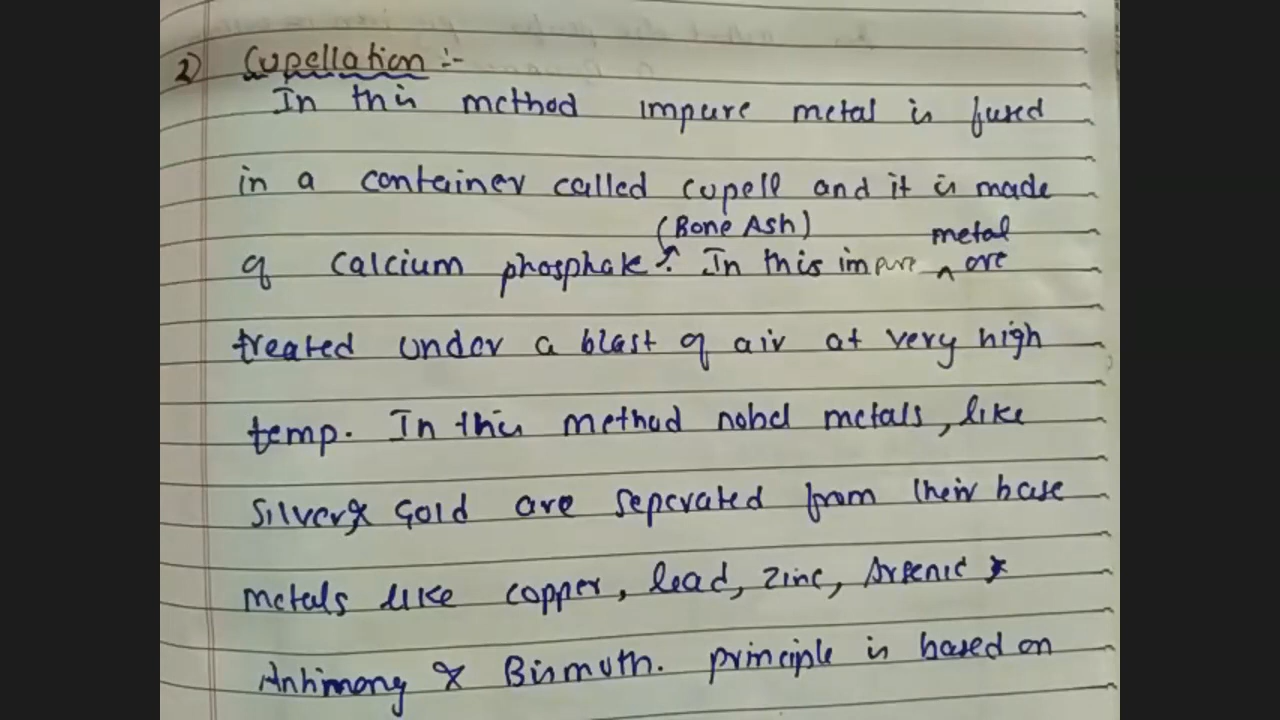 2) Cupellation :-
In this method impure metal is fused
in a container called cupell and it is made
(Bone Ash) metal
of calcium phosphate. In this impure ^ ore
treated under a blast of air at very high
temp. In this method nobel metals, like
Silver & Gold are seperated from their base
metals like copper, lead, zinc, Arsenic &
Antimony & Bismuth. principle is based on